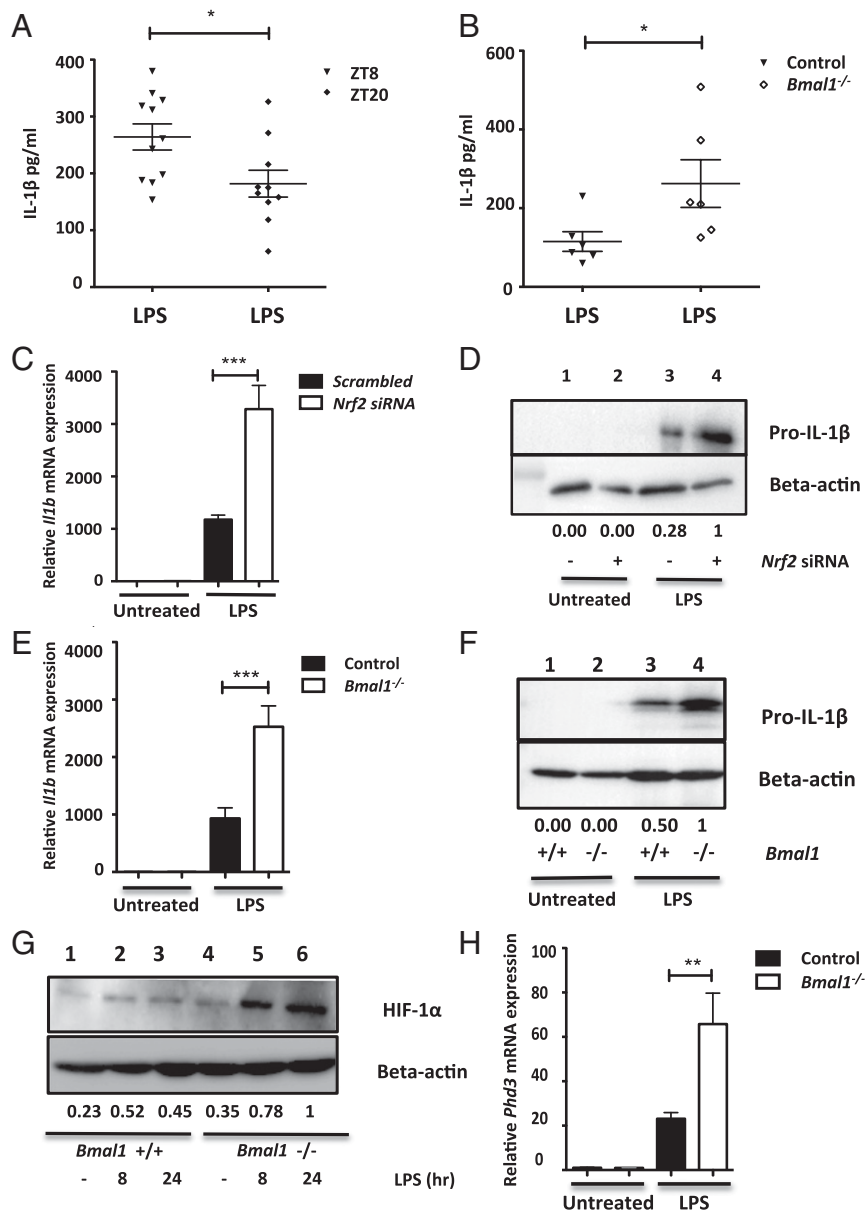 A
*
400
300
200
100
0
IL-1β pg/ml
LPS
LPS
ZT8
ZT20
B
*
600
400
200
0
IL-1β pg/ml
LPS
LPS
Control
Bmal1-/-
C
***
4000
3000
2000
1000
0
Relative Il1b mRNA expression
Untreated
LPS
Scrambled
Nrf2 siRNA
D
1 2 3 4
Pro-IL-1β
Beta-actin
0.00 0.00 0.28 1
- + - + Nrf2 siRNA
Untreated LPS
E
***
4000
3000
2000
1000
0
Relative Il1b mRNA expression
Untreated
LPS
Control
Bmal1-/-
F
1 2 3 4
Pro-IL-1β
Beta-actin
0.00 0.00 0.50 1
+/+ -/- +/+ -/- Bmal1
Untreated LPS
G
1 2 3 4 5 6
HIF-1α
Beta-actin
0.23 0.52 0.45 0.35 0.78 1
Bmal1 +/+ Bmal1 -/-
- 8 24 - 8 24 LPS (hr)
H
**
100
80
60
40
20
0
Relative Phd3 mRNA expression
Untreated
LPS
Control
Bmal1-/-